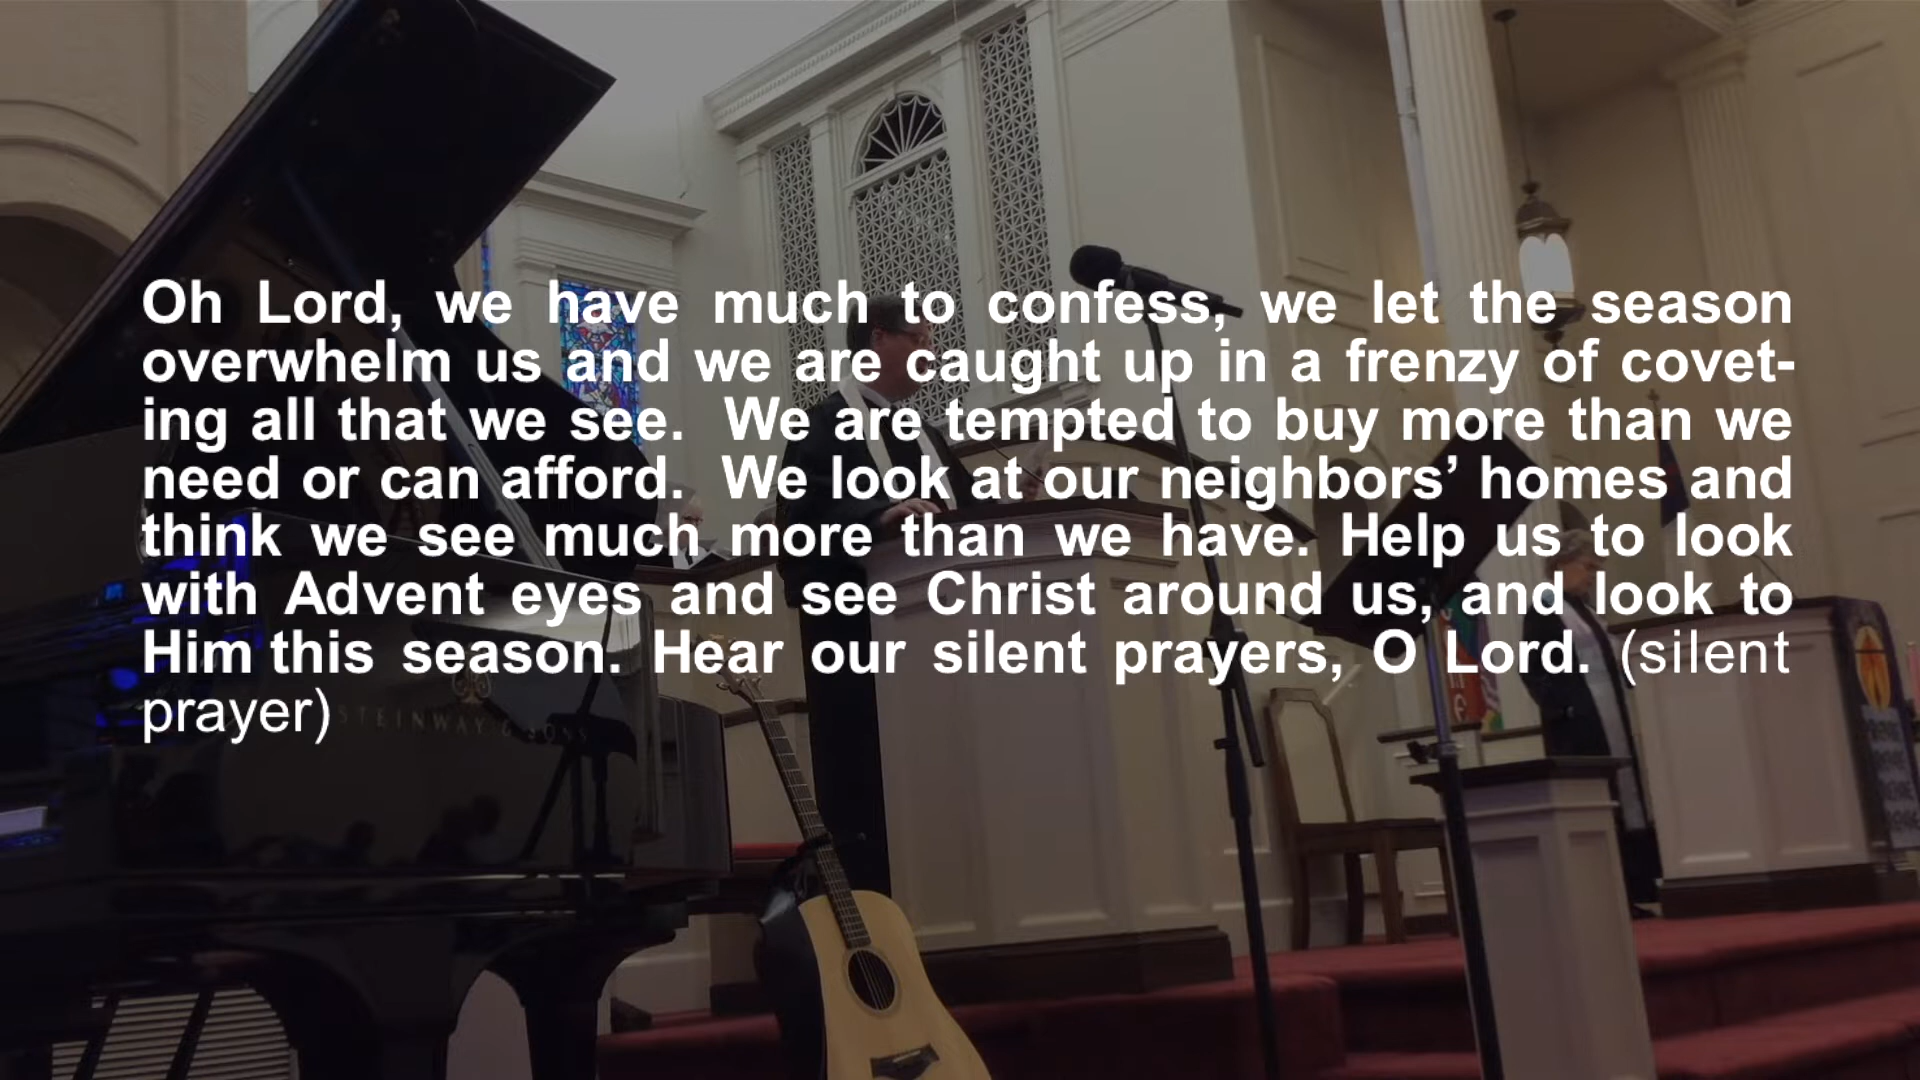 Oh Lord, we have much to confess, we let the season
overwhelm us and we are caught up in a frenzy of covet-
ing all that we see. We are tempted to buy more than we
need or can afford. We look at our neighbors’ homes and
think we see much more than we have. Help us to look
with Advent eyes and see Christ around us, and look to
Him this season. Hear our silent prayers, O Lord. (silent
prayer)
STEINWAY & SONS